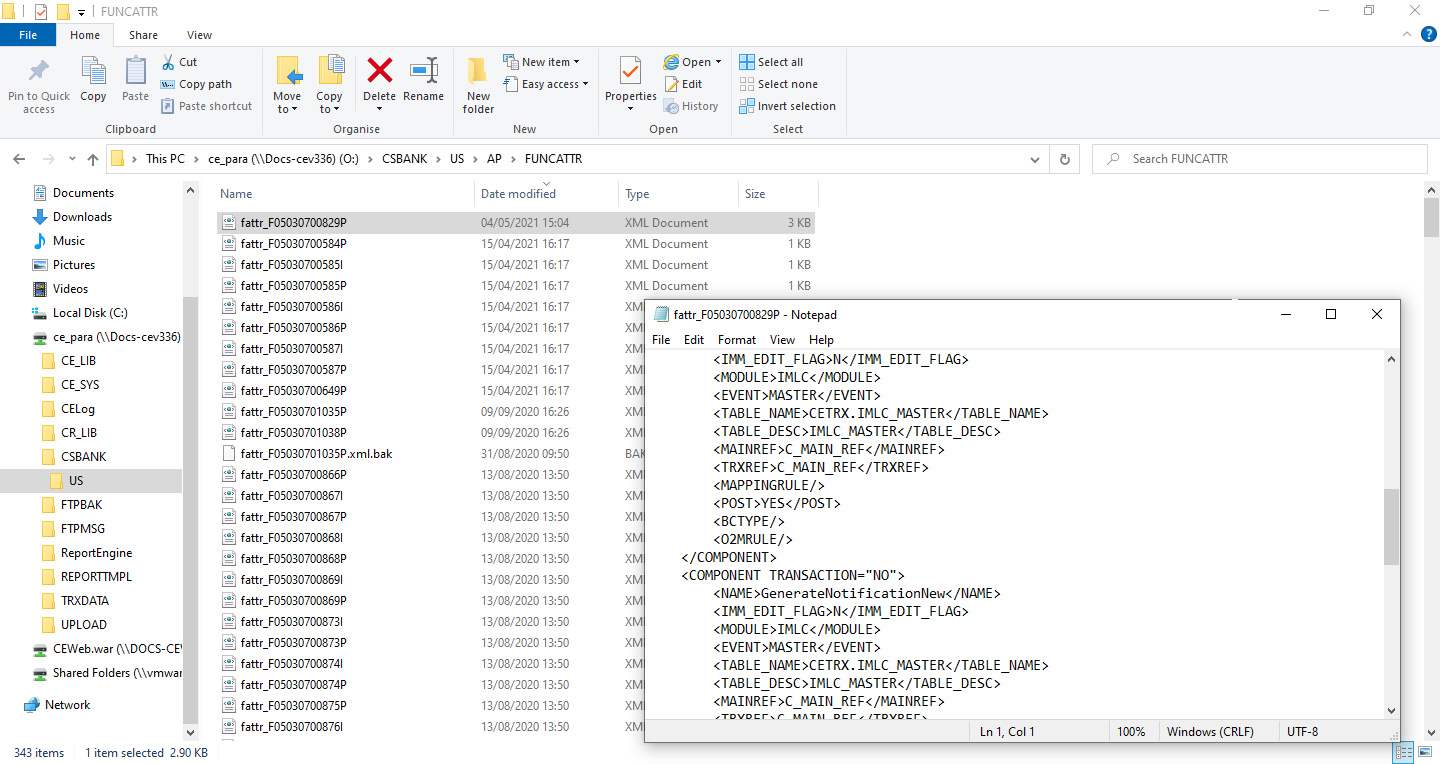 FUNCATTR
File Home Share View
Pin to Quick access
Copy
Paste
Cut
Copy path
Paste shortcut
Clipboard
Move to
Copy to
Delete
Rename
Organise
New folder
New item
Easy access
New
Properties
Open
Edit
History
Open
Select all
Select none
Invert selection
Select
This PC > ce_para (\\Docs-cev336) (O:) > CSBANK > US > AP > FUNCATTR
Search FUNCATTR
Documents
Downloads
Music
Pictures
Videos
Local Disk (C:)
ce_para (\\Docs-cev336)
CE_LIB
CE_SYS
CELog
CR_LIB
CSBANK
US
FTPBAK
FTPMSG
ReportEngine
REPORTTMPL
TRXDATA
UPLOAD
CEWeb.war (\\DOCS-CEV
Shared Folders (\\vmwar
Network
Name Date modified Type Size
fattr_F05030700829P 04/05/2021 15:04 XML Document 3 KB
fattr_F05030700584P 15/04/2021 16:17 XML Document 1 KB
fattr_F05030700585I 15/04/2021 16:17 XML Document 1 KB
fattr_F05030700585P 15/04/2021 16:17 XML Document 1 KB
fattr_F05030700586I 15/04/2021 16:17 XM
fattr_F05030700586P 15/04/2021 16:17 XM
fattr_F05030700587I 15/04/2021 16:17 XM
fattr_F05030700587P 15/04/2021 16:17 XM
fattr_F05030700649P 15/04/2021 16:17 XM
fattr_F05030701035P 09/09/2020 16:26 XM
fattr_F05030701038P 09/09/2020 16:26 XM
fattr_F05030701035P.xml.bak 31/08/2020 09:50 BAK
fattr_F05030700866P 13/08/2020 13:50 XM
fattr_F05030700867I 13/08/2020 13:50 XM
fattr_F05030700867P 13/08/2020 13:50 XM
fattr_F05030700868I 13/08/2020 13:50 XM
fattr_F05030700868P 13/08/2020 13:50 XM
fattr_F05030700869I 13/08/2020 13:50 XM
fattr_F05030700869P 13/08/2020 13:50 XM
fattr_F05030700873I 13/08/2020 13:50 XM
fattr_F05030700873P 13/08/2020 13:50 XM
fattr_F05030700874I 13/08/2020 13:50 XM
fattr_F05030700874P 13/08/2020 13:50 XM
fattr_F05030700875P 13/08/2020 13:50 XM
fattr_F05030700876I 13/08/2020 13:50 XM
fattr_F05030700829P - Notepad
File Edit Format View Help
<IMM_EDIT_FLAG>N</IMM_EDIT_FLAG>
<MODULE>IMLC</MODULE>
<EVENT>MASTER</EVENT>
<TABLE_NAME>CETRX.IMLC_MASTER</TABLE_NAME>
<TABLE_DESC>IMLC_MASTER</TABLE_DESC>
<MAINREF>C_MAIN_REF</MAINREF>
<TRXREF>C_MAIN_REF</TRXREF>
<MAPPINGRULE/>
<POST>YES</POST>
<BCTYPE/>
<O2MRULE/>
</COMPONENT>
<COMPONENT TRANSACTION="NO">
<NAME>GenerateNotificationNew</NAME>
<IMM_EDIT_FLAG>N</IMM_EDIT_FLAG>
<MODULE>IMLC</MODULE>
<EVENT>MASTER</EVENT>
<TABLE_NAME>CETRX.IMLC_MASTER</TABLE_NAME>
<TABLE_DESC>IMLC_MASTER</TABLE_DESC>
<MAINREF>C_MAIN_REF</MAINREF>
<TRXREF>C_MAIN_REF</TRXREF>
Ln 1, Col 1 100% Windows (CRLF) UTF-8
343 items 1 item selected 2.90 KB